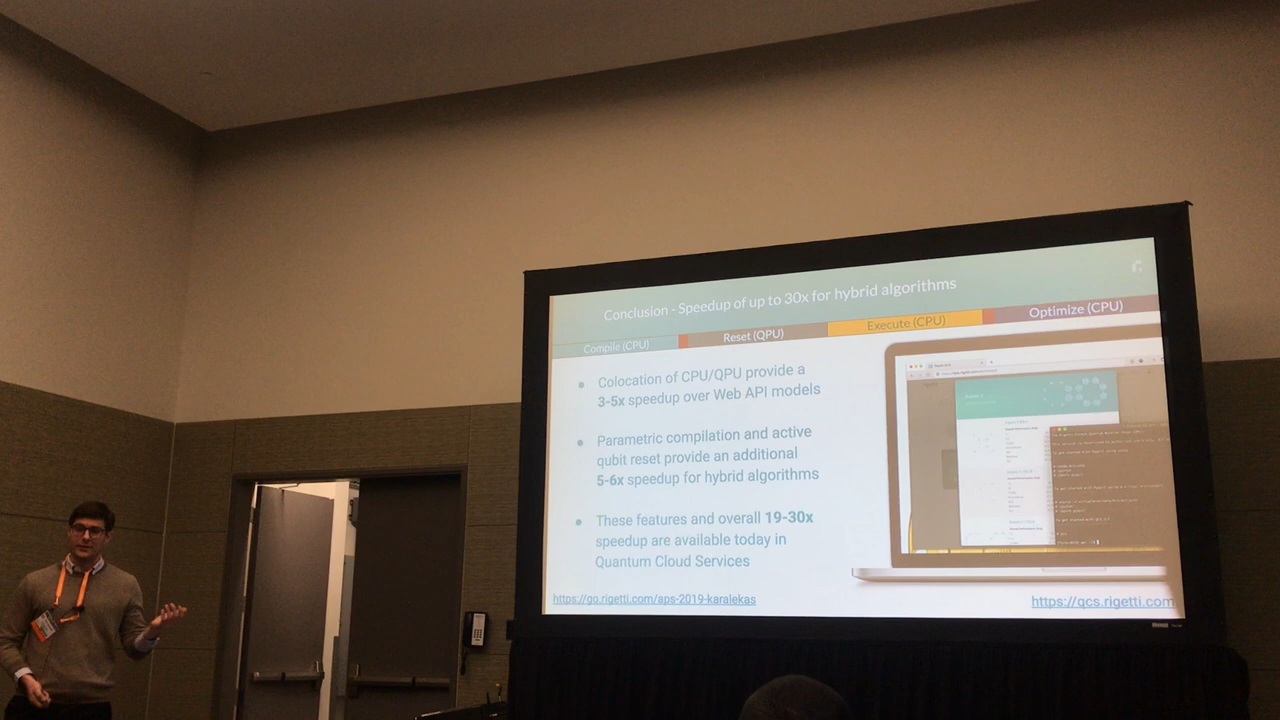 Conclusion - Speedup of up to 30x for hybrid algorithms
Compile (CPU)
Reset (QPU)
Execute (CPU)
Optimize (CPU)
Colocation of CPU/QPU provide a
3-5x speedup over Web API models
Parametric compilation and active
qubit reset provide an additional
5-6x speedup for hybrid algorithms
These features and overall 19-30x
speedup are available today in
Quantum Cloud Services
https://go.rigetti.com/aps-2019-karalekas
https://qcs.rigetti.com